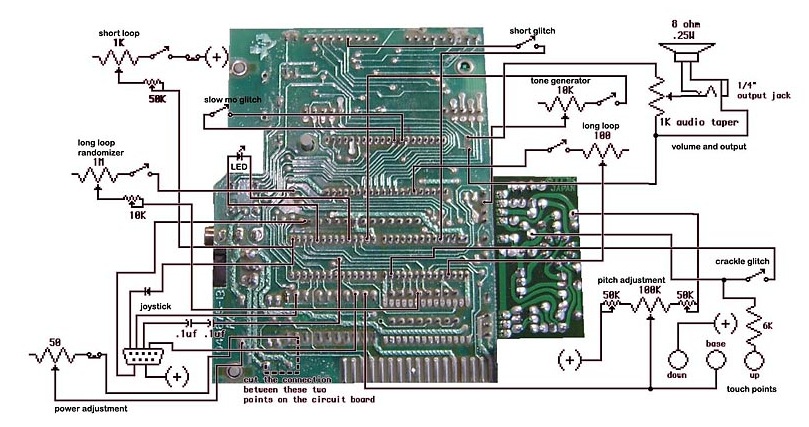 short loop
1K
(+)
50K
slow mo glitch
long loop
randomizer
1M
10K
LED
short glitch
8 ohm
.25W
tone generator
10K
1/4"
output jack
1K audio taper
volume and output
long loop
100
JAPAN
crackle glitch
pitch adjustment
50K
100K
50K
6K
(+)
(+)
base
down
up
touch points
joystick
.1uf .1uf
50
(+)
power adjustment
cut the connection
between these two
points on the circuit board